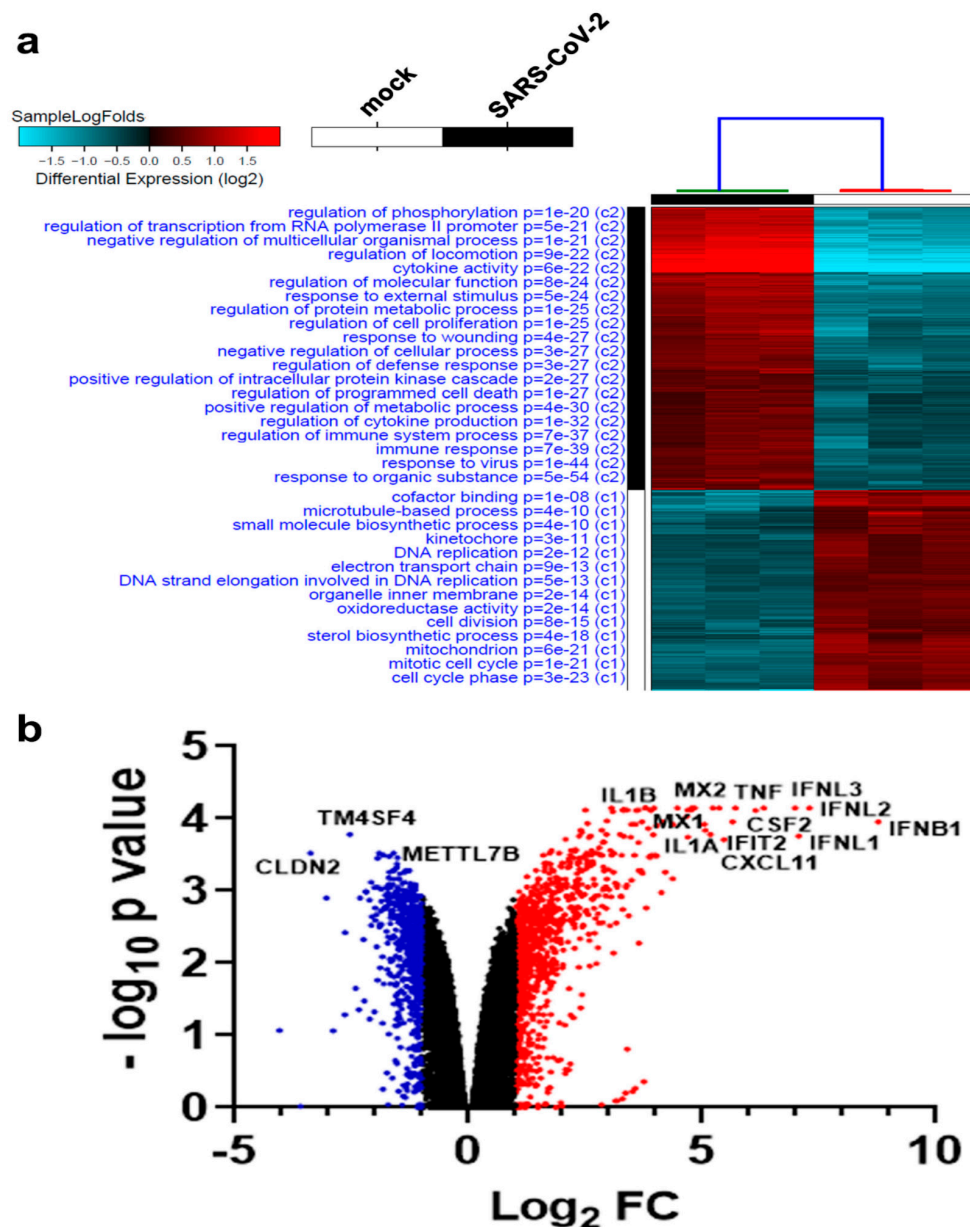 a
mock
SARS-CoV-2
SampleLogFolds
−1.5 −1.0 −0.5 0.0 0.5 1.0 1.5
Differential Expression (log2)
regulation of phosphorylation p=1e-20 (c2)
regulation of transcription from RNA polymerase II promoter p=5e-21 (c2)
negative regulation of multicellular organismal process p=1e-21 (c2)
regulation of locomotion p=9e-22 (c2)
cytokine activity p=6e-22 (c2)
regulation of molecular function p=8e-24 (c2)
response to external stimulus p=5e-24 (c2)
regulation of protein metabolic process p=1e-25 (c2)
regulation of cell proliferation p=1e-25 (c2)
response to wounding p=4e-27 (c2)
negative regulation of cellular process p=3e-27 (c2)
regulation of defense response p=3e-27 (c2)
positive regulation of intracellular protein kinase cascade p=2e-27 (c2)
regulation of programmed cell death p=1e-27 (c2)
positive regulation of metabolic process p=4e-30 (c2)
regulation of cytokine production p=1e-32 (c2)
regulation of immune system process p=7e-37 (c2)
immune response p=7e-39 (c2)
response to virus p=1e-44 (c2)
response to organic substance p=5e-54 (c2)
cofactor binding p=1e-08 (c1)
microtubule-based process p=4e-10 (c1)
small molecule biosynthetic process p=4e-10 (c1)
kinetochore p=3e-11 (c1)
DNA replication p=2e-12 (c1)
electron transport chain p=9e-13 (c1)
DNA strand elongation involved in DNA replication p=5e-13 (c1)
organelle inner membrane p=2e-14 (c1)
oxidoreductase activity p=2e-14 (c1)
cell division p=8e-15 (c1)
sterol biosynthetic process p=4e-18 (c1)
mitochondrion p=6e-21 (c1)
mitotic cell cycle p=1e-21 (c1)
cell cycle phase p=3e-23 (c1)
b
- log10 p value
5
4
3
2
1
0
TM4SF4
CLDN2
METTL7B
IL1B
MX2
TNF
IFNL3
IFNL2
MX1
CSF2
IFNB1
IL1A
IFIT2
IFNL1
CXCL11
-5 0 5 10
Log2 FC